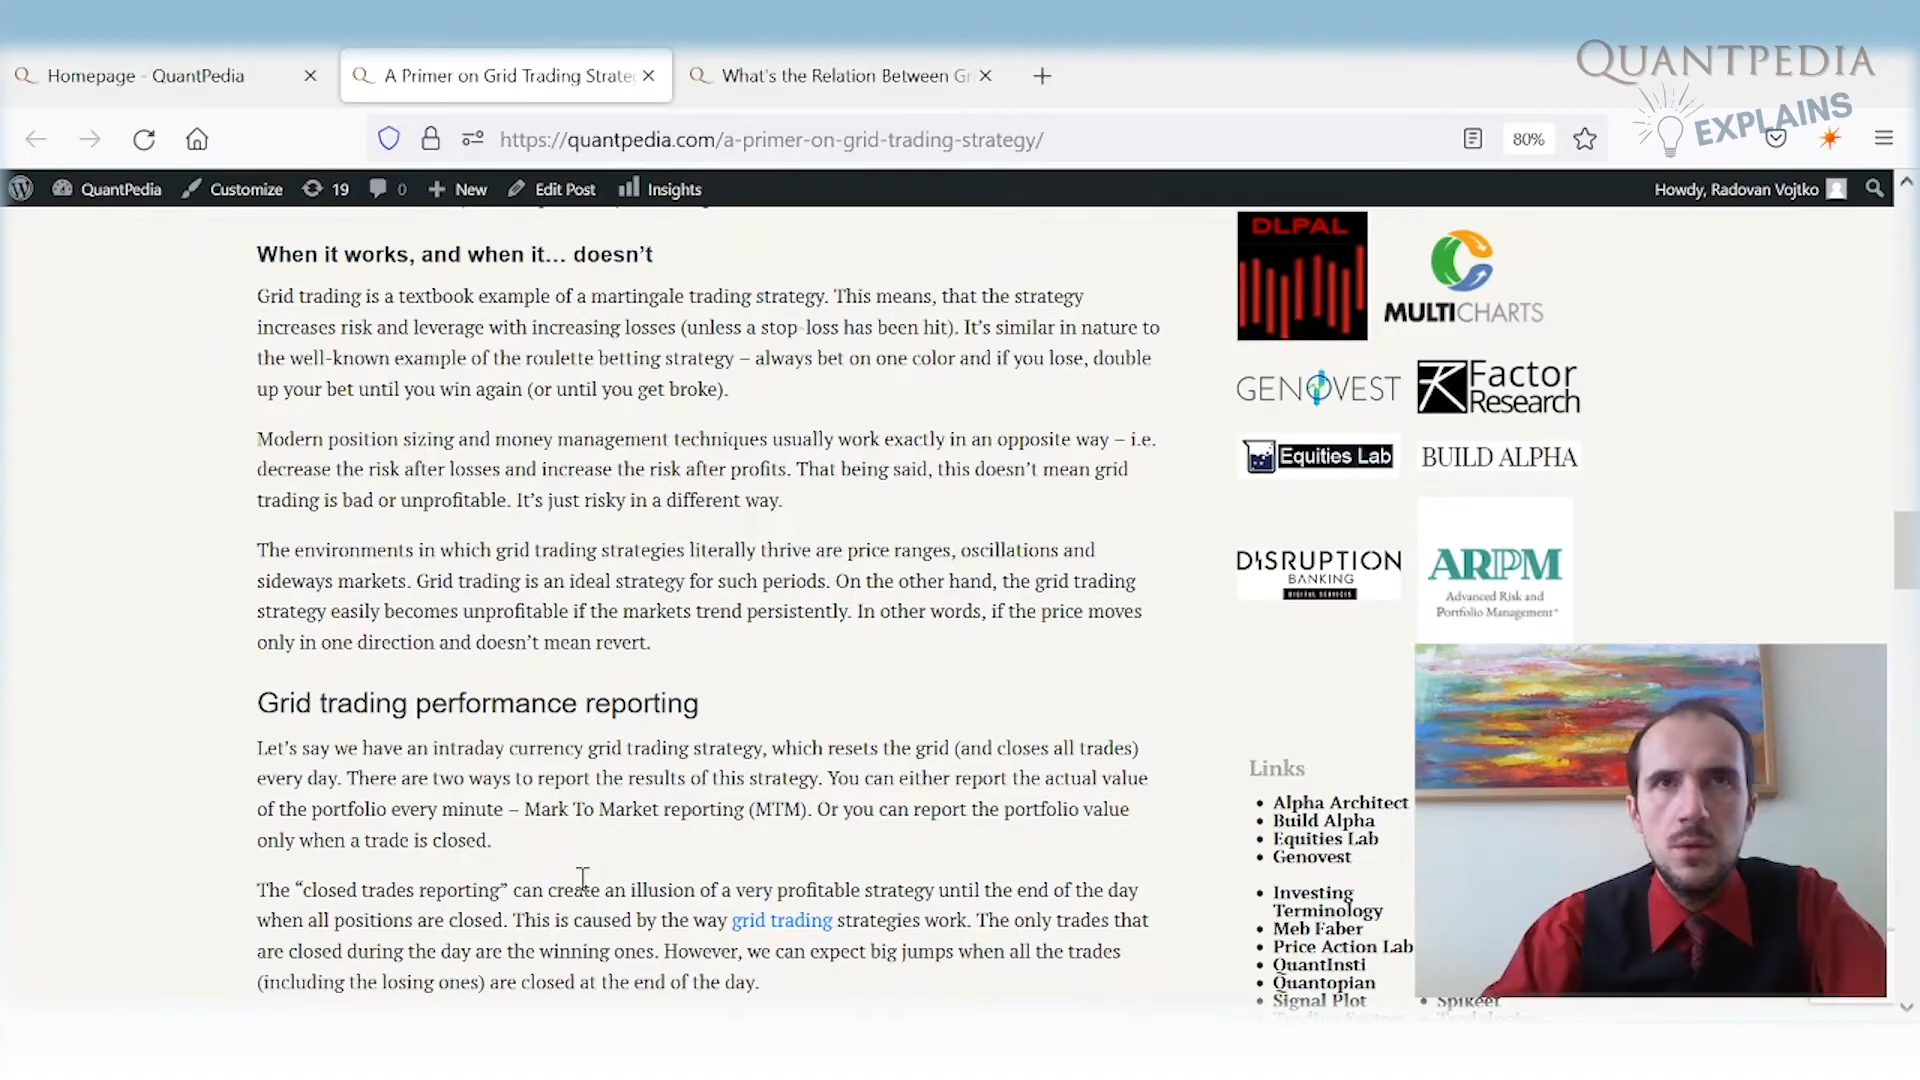 QUANTPEDIA
EXPLAINS
Homepage - QuantPedia
A Primer on Grid Trading Strate
What's the Relation Between Gr
https://quantpedia.com/a-primer-on-grid-trading-strategy/
80%
QuantPedia
Customize
19
0
New
Edit Post
Insights
Howdy, Radovan Vojtko
When it works, and when it… doesn’t
Grid trading is a textbook example of a martingale trading strategy. This means, that the strategy
increases risk and leverage with increasing losses (unless a stop-loss has been hit). It’s similar in nature to
the well-known example of the roulette betting strategy – always bet on one color and if you lose, double
up your bet until you win again (or until you get broke).
Modern position sizing and money management techniques usually work exactly in an opposite way – i.e.
decrease the risk after losses and increase the risk after profits. That being said, this doesn’t mean grid
trading is bad or unprofitable. It’s just risky in a different way.
The environments in which grid trading strategies literally thrive are price ranges, oscillations and
sideways markets. Grid trading is an ideal strategy for such periods. On the other hand, the grid trading
strategy easily becomes unprofitable if the markets trend persistently. In other words, if the price moves
only in one direction and doesn’t mean revert.
Grid trading performance reporting
Let’s say we have an intraday currency grid trading strategy, which resets the grid (and closes all trades)
every day. There are two ways to report the results of this strategy. You can either report the actual value
of the portfolio every minute – Mark To Market reporting (MTM). Or you can report the portfolio value
only when a trade is closed.
The “closed trades reporting” can create an illusion of a very profitable strategy until the end of the day
when all positions are closed. This is caused by the way grid trading strategies work. The only trades that
are closed during the day are the winning ones. However, we can expect big jumps when all the trades
(including the losing ones) are closed at the end of the day.
DLPAL
MULTICHARTS
GENOVEST
Factor
Research
Equities Lab
BUILD ALPHA
DISRUPTION
BANKING
DIGITAL SERVICES
ARPM
Advanced Risk and
Portfolio Management
Links
Alpha Architect
Build Alpha
Equities Lab
Genovest
Investing
Terminology
Meb Faber
Price Action Lab
QuantInsti
Quantopian
Signal Plot
Spikeet